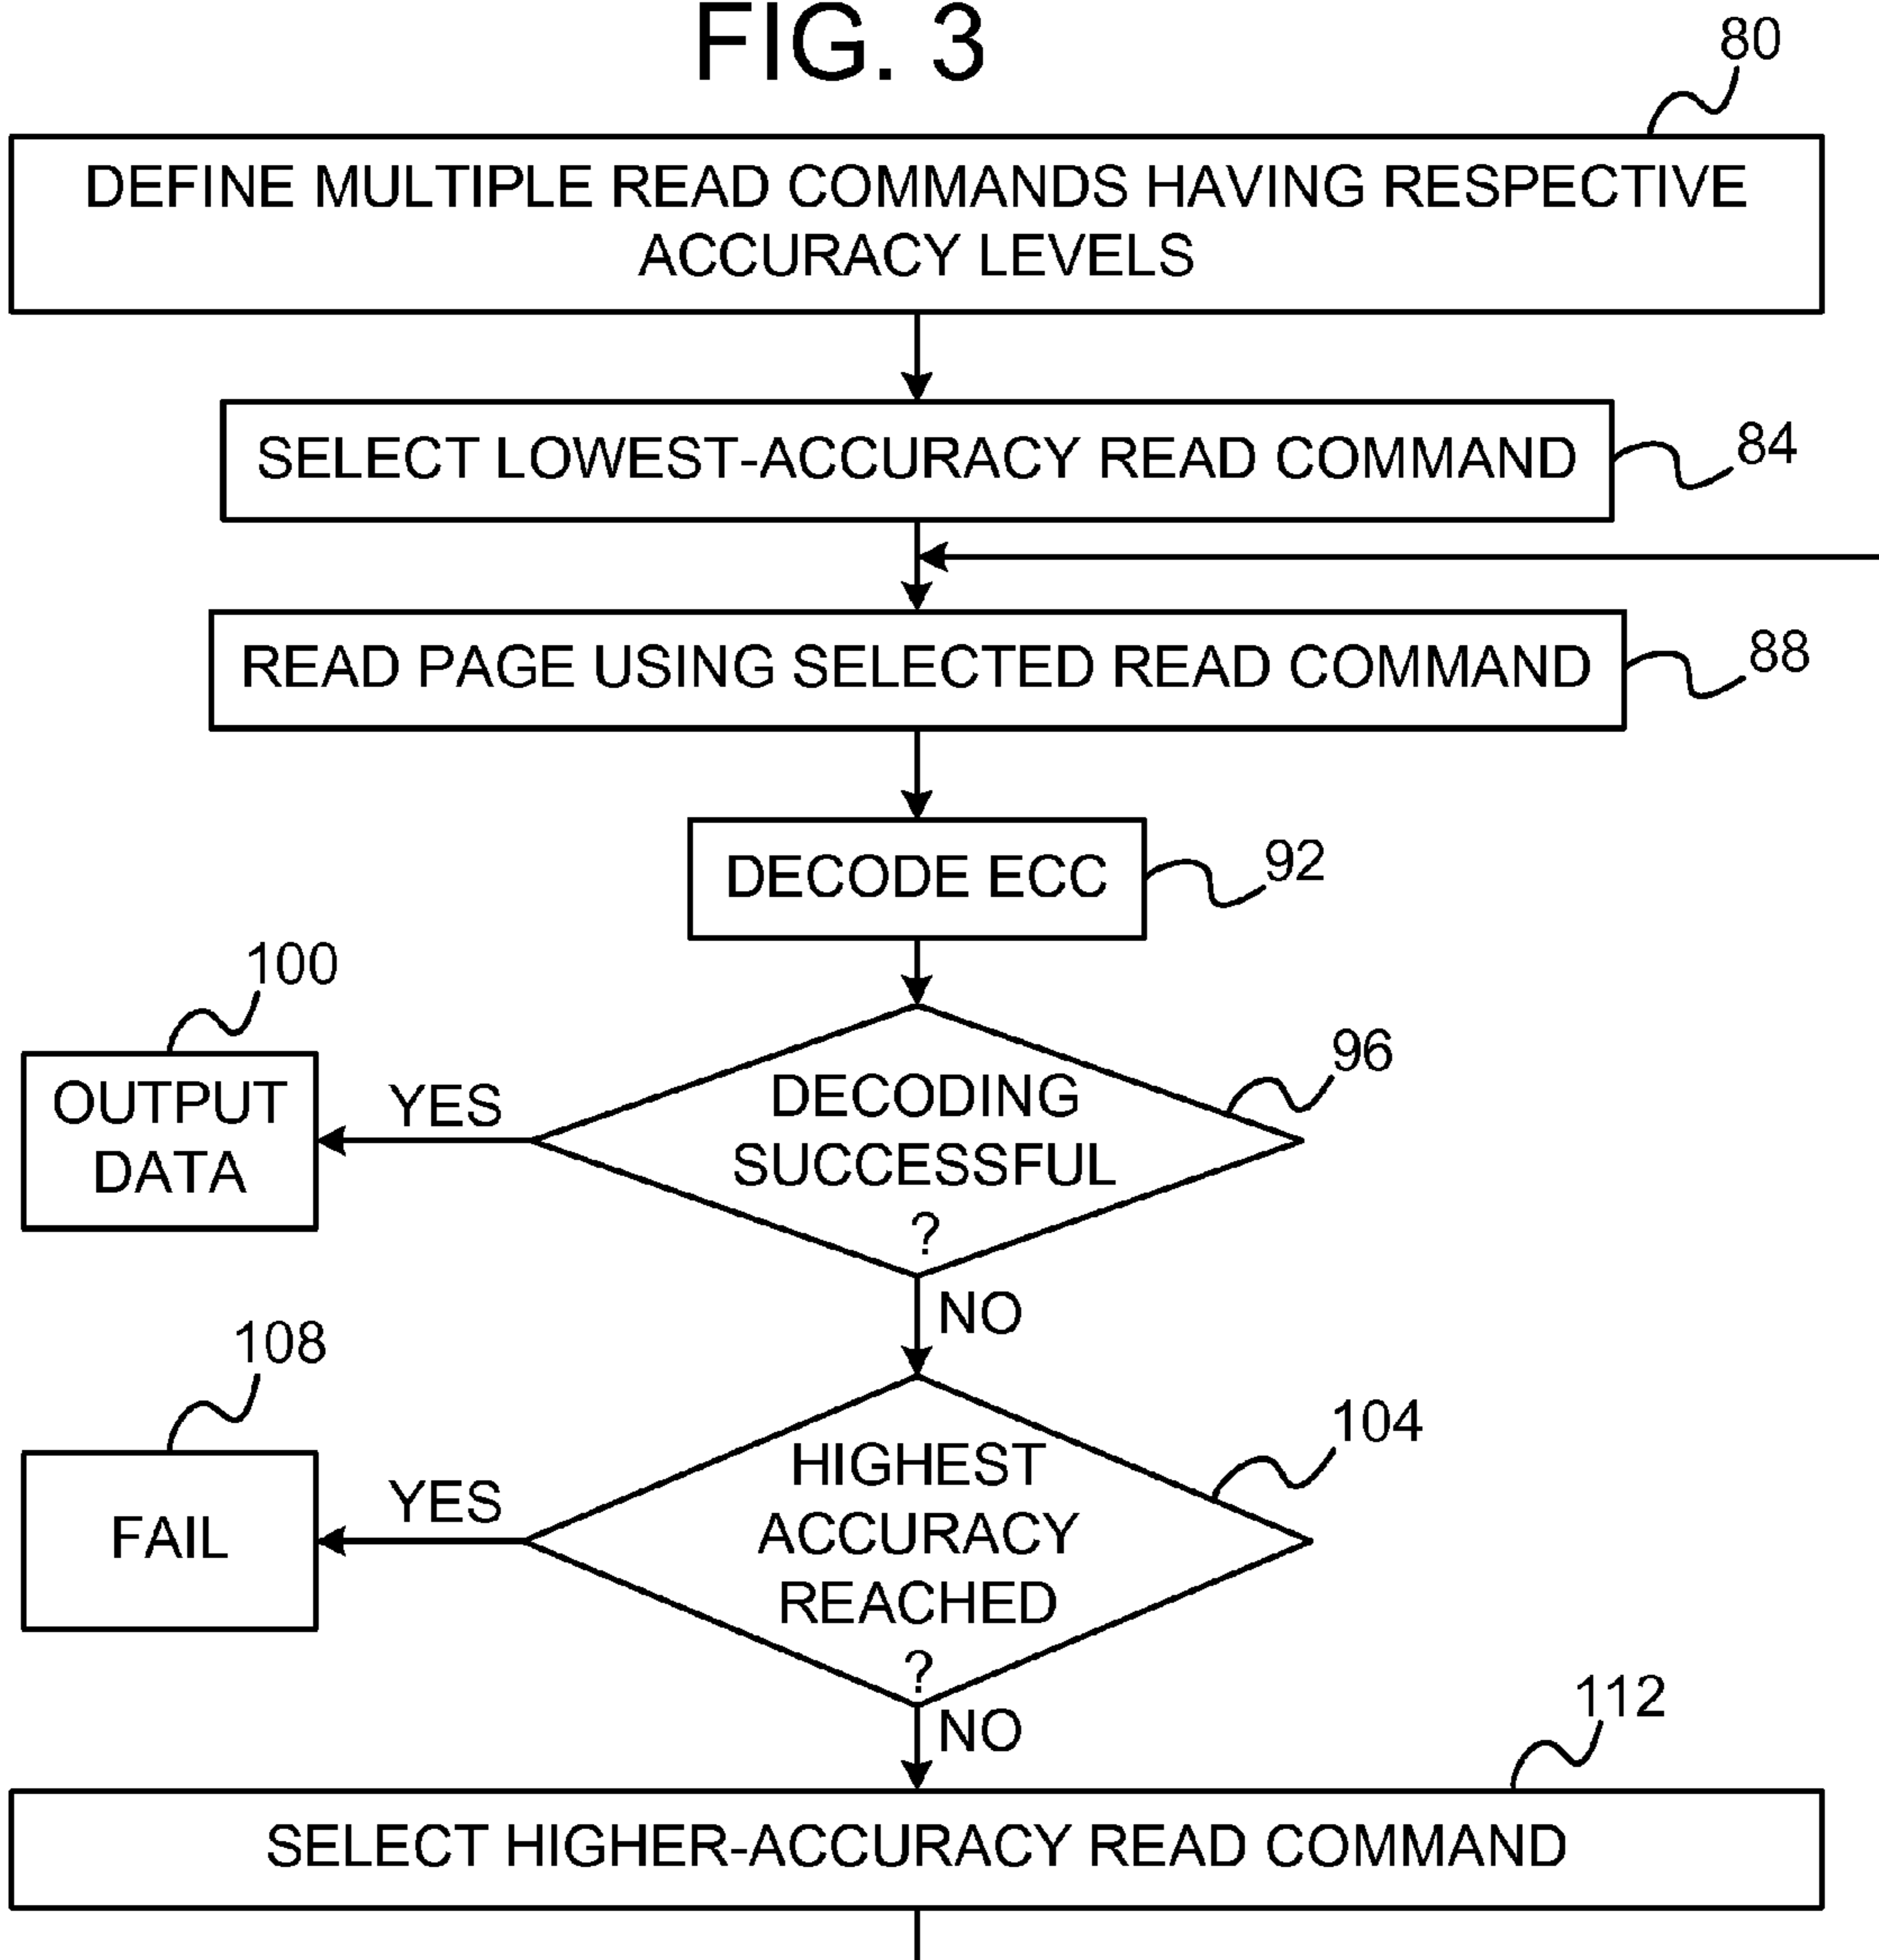 FIG. 3
80
DEFINE MULTIPLE READ COMMANDS HAVING RESPECTIVE
ACCURACY LEVELS
SELECT LOWEST-ACCURACY READ COMMAND
84
READ PAGE USING SELECTED READ COMMAND
88
DECODE ECC
92
100
OUTPUT
DATA
YES
DECODING
SUCCESSFUL
?
96
NO
108
FAIL
YES
HIGHEST
ACCURACY
REACHED
?
104
NO
112
SELECT HIGHER-ACCURACY READ COMMAND